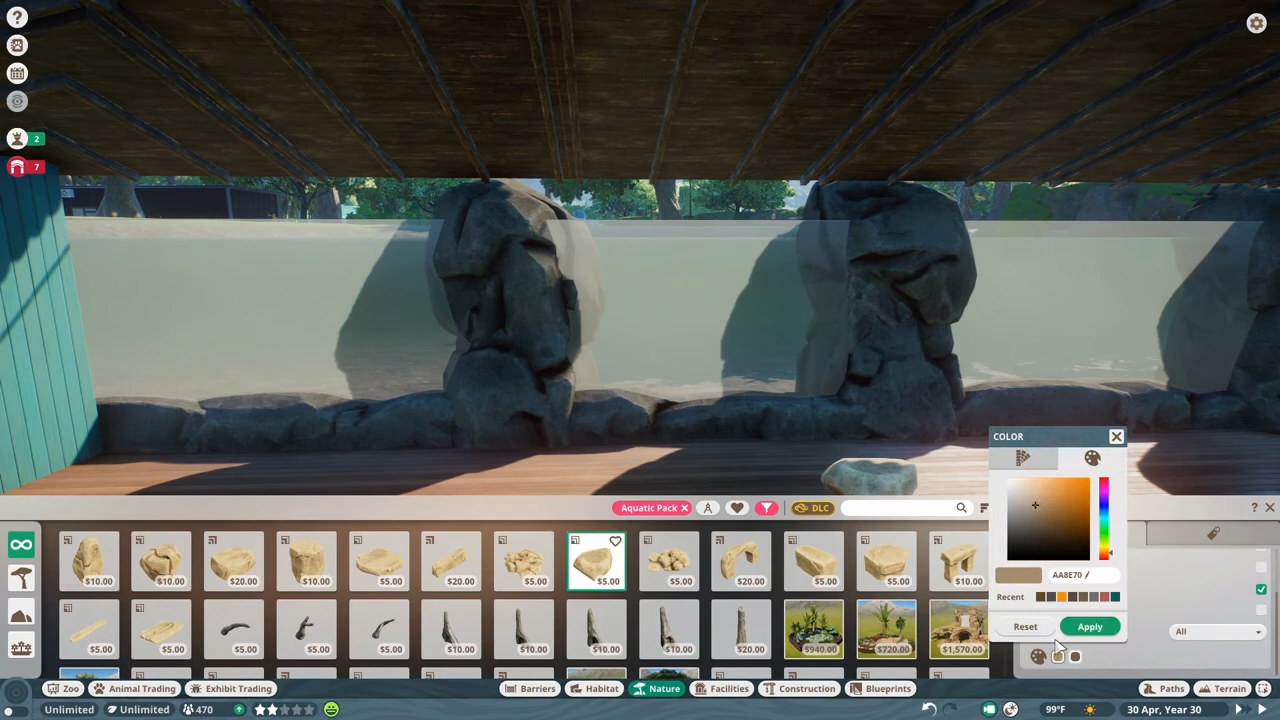 ?
2
7
COLOR
AA8E70
Recent
Reset
Apply
Aquatic Pack ×
DLC
? ×
$10.00
$10.00
$20.00
$10.00
$5.00
$20.00
$5.00
$5.00
$5.00
$20.00
$5.00
$5.00
$10.00
$5.00
$5.00
$5.00
$5.00
$5.00
$10.00
$10.00
$10.00
$10.00
$20.00
$940.00
$720.00
$1,570.00
All
Zoo
Animal Trading
Exhibit Trading
Barriers
Habitat
Nature
Facilities
Construction
Blueprints
Paths
Terrain
Unlimited
Unlimited
470
99°F
30 Apr, Year 30